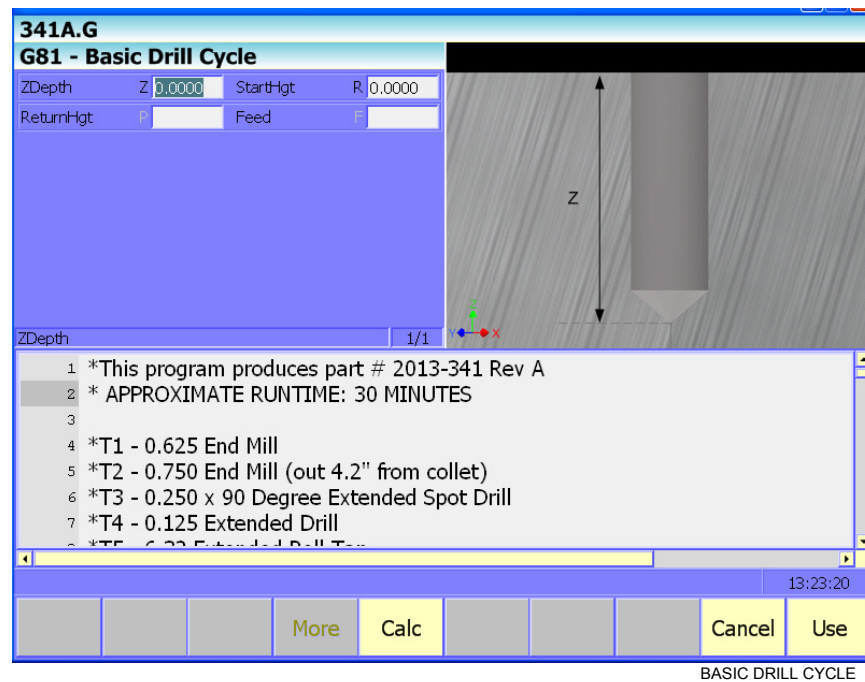 341A.G
G81 - Basic Drill Cycle
ZDepth Z 0.0000 StartHgt R 0.0000
ReturnHgt P Feed F
Z
Z
Y X
ZDepth 1/1
1 *This program produces part # 2013-341 Rev A
2 * APPROXIMATE RUNTIME: 30 MINUTES
3
4 *T1 - 0.625 End Mill
5 *T2 - 0.750 End Mill (out 4.2" from collet)
6 *T3 - 0.250 x 90 Degree Extended Spot Drill
7 *T4 - 0.125 Extended Drill
13:23:20
More Calc Cancel Use
BASIC DRILL CYCLE